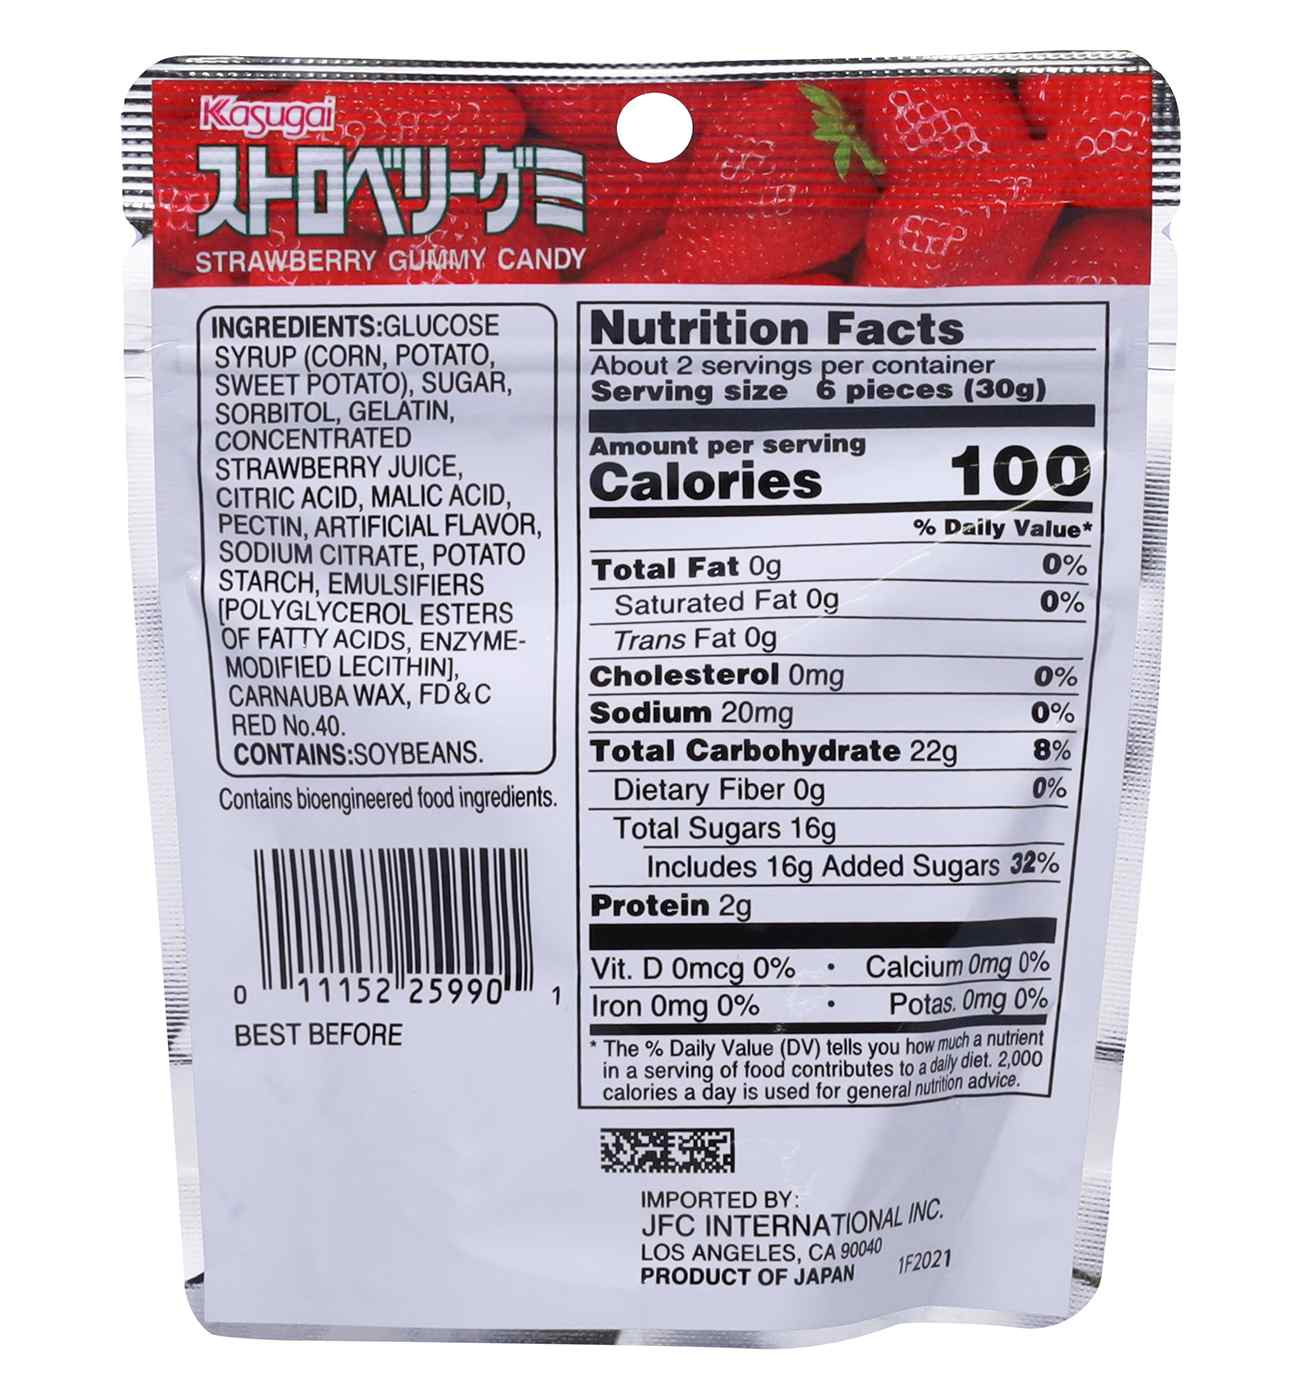 Kasugai
ストロベリーグミ
STRAWBERRY GUMMY CANDY
INGREDIENTS:GLUCOSE
SYRUP (CORN, POTATO,
SWEET POTATO), SUGAR,
SORBITOL, GELATIN,
CONCENTRATED
STRAWBERRY JUICE,
CITRIC ACID, MALIC ACID,
PECTIN, ARTIFICIAL FLAVOR,
SODIUM CITRATE, POTATO
STARCH, EMULSIFIERS
[POLYGLYCEROL ESTERS
OF FATTY ACIDS, ENZYME-
MODIFIED LECITHIN],
CARNAUBA WAX, FD & C
RED No.40.
CONTAINS:SOYBEANS.
Contains bioengineered food ingredients.
0 11152 25990 1
BEST BEFORE
Nutrition Facts
About 2 servings per container
Serving size 6 pieces (30g)
Amount per serving
Calories 100
% Daily Value*
Total Fat 0g 0%
Saturated Fat 0g 0%
Trans Fat 0g
Cholesterol 0mg 0%
Sodium 20mg 0%
Total Carbohydrate 22g 8%
Dietary Fiber 0g 0%
Total Sugars 16g
Includes 16g Added Sugars 32%
Protein 2g
Vit. D 0mcg 0% • Calcium 0mg 0%
Iron 0mg 0% • Potas. 0mg 0%
* The % Daily Value (DV) tells you how much a nutrient
in a serving of food contributes to a daily diet. 2,000
calories a day is used for general nutrition advice.
IMPORTED BY:
JFC INTERNATIONAL INC.
LOS ANGELES, CA 90040
PRODUCT OF JAPAN 1F2021